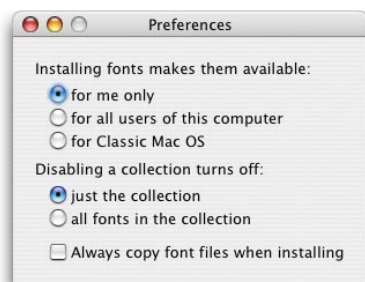 Preferences
Installing fonts makes them available:
for me only
for all users of this computer
for Classic Mac OS
Disabling a collection turns off:
just the collection
all fonts in the collection
Always copy font files when installing